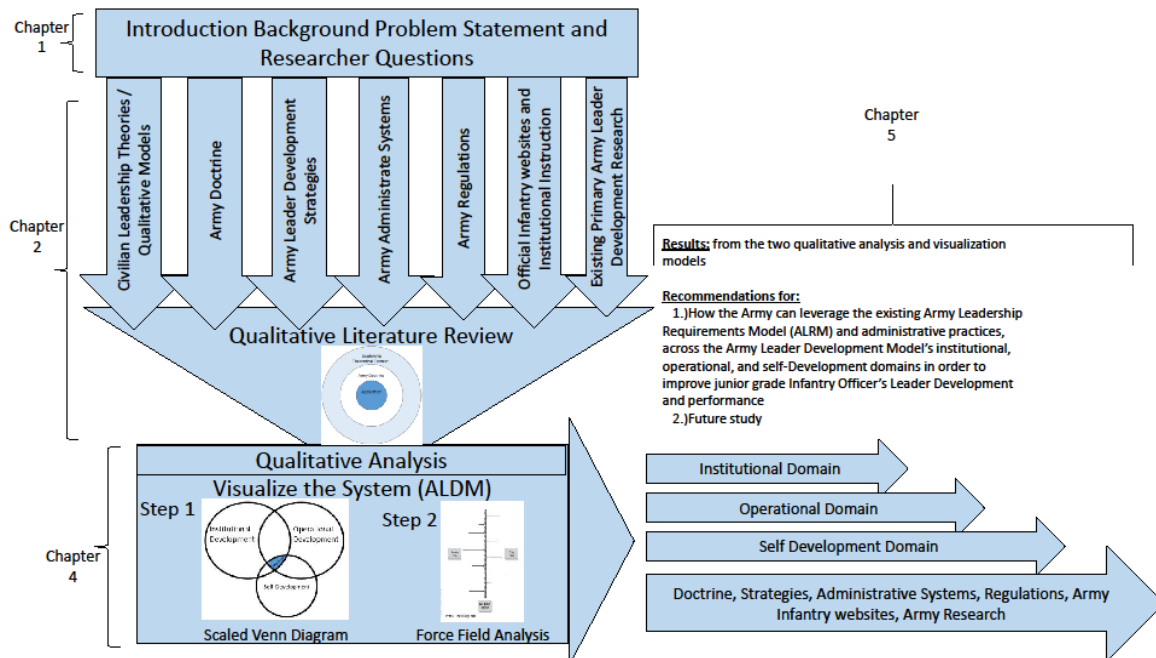 Chapter
1
Introduction Background Problem Statement and
Researcher Questions
Chapter
2
Civilian Leadership Theories /
Qualitative Models
Army Doctrine
Army Leader Development
Strategies
Army Administrate Systems
Army Regulations
Official Infantry websites and
Institutional Instruction
Existing Primary Army Leader
Development Research
Qualitative Literature Review
Chapter
5
Results: from the two qualitative analysis and visualization
models
Recommendations for:
1.)How the Army can leverage the existing Army Leadership
Requirements Model (ALRM) and administrative practices,
across the Army Leader Development Model's institutional,
operational, and self-Development domains in order to
improve junior grade Infantry Officer's Leader Development
and performance
2.)Future study
Chapter
4
Qualitative Analysis
Visualize the System (ALDM)
Step 1
Institutional
Development
Operational
Development
Self Development
Scaled Venn Diagram
Step 2
Force Field Analysis
Institutional Domain
Operational Domain
Self Development Domain
Doctrine, Strategies, Administrative Systems, Regulations, Army
Infantry websites, Army Research